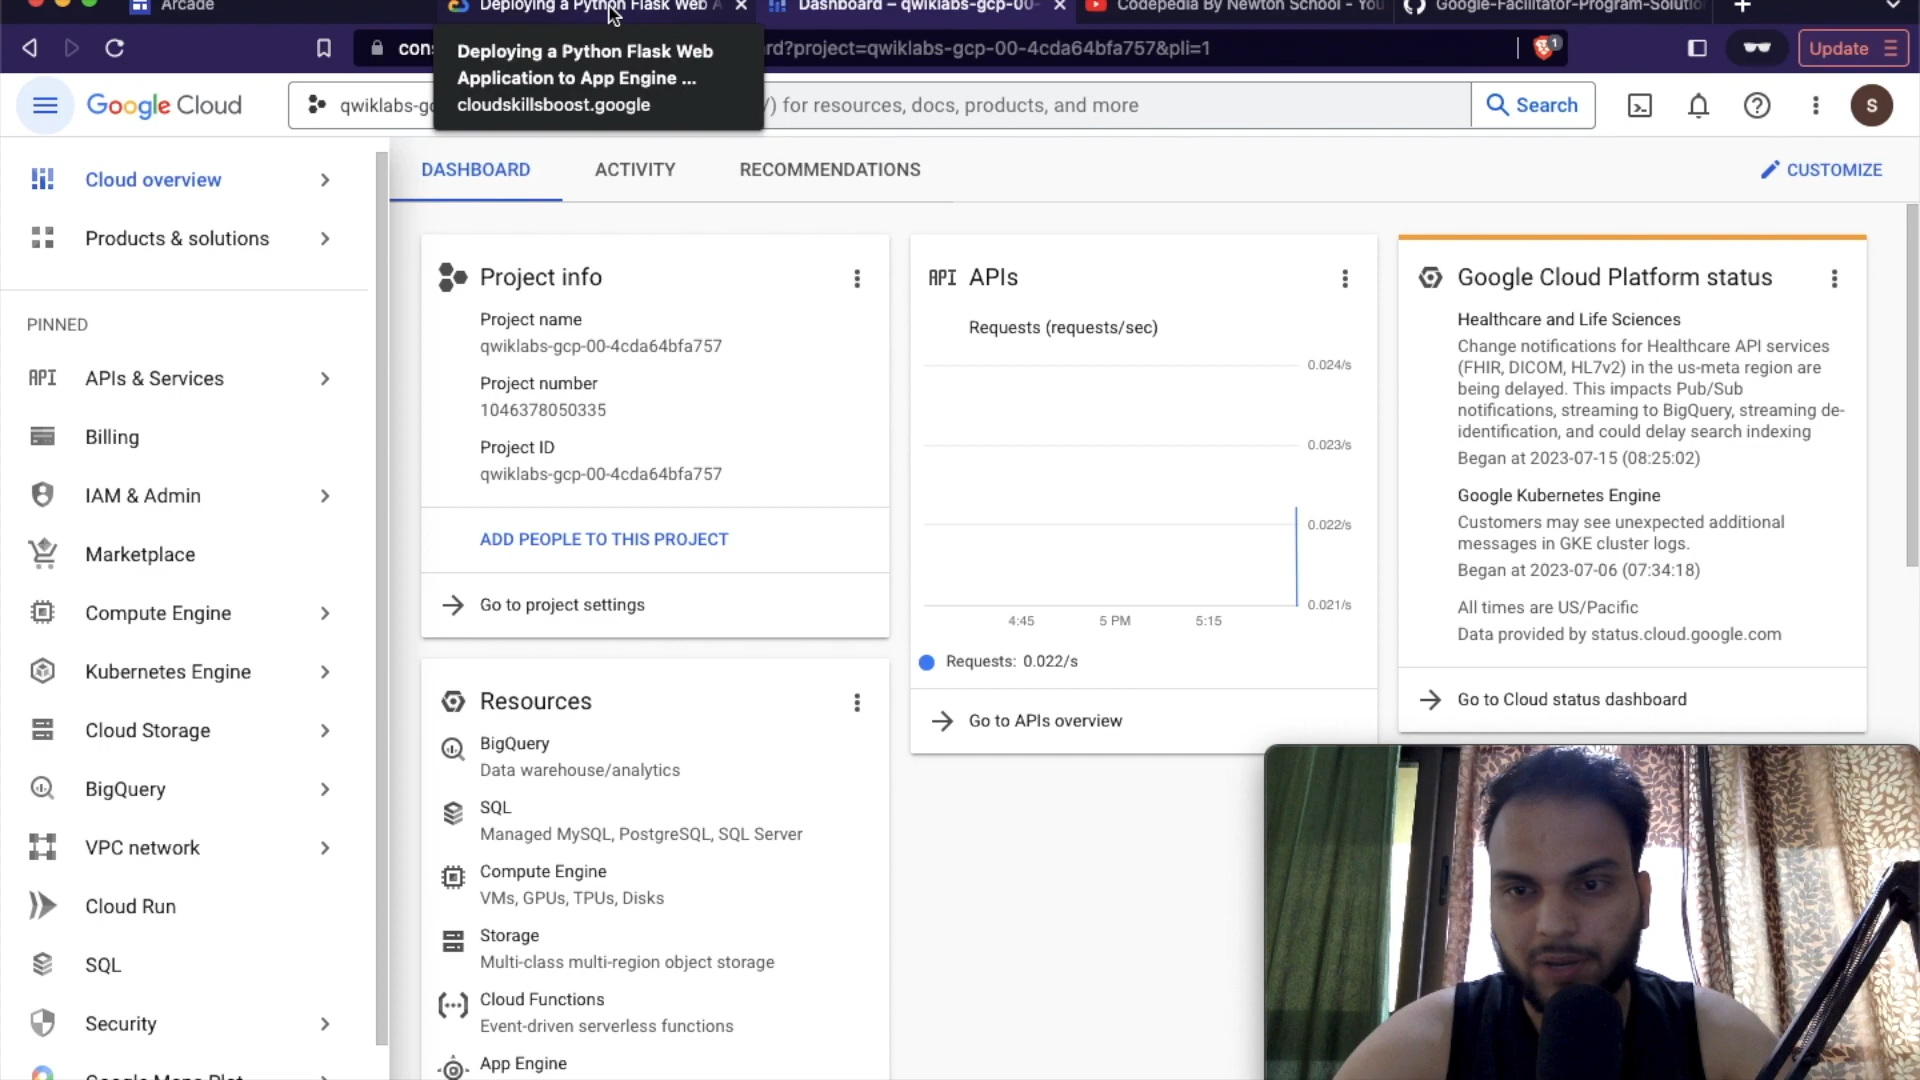 Arcade
Deploying a Python Flask Web A
Dashboard – qwiklabs-gcp-00-
Codepedia By Newton School - You
Google-Facilitator-Program-Solution
cons
rd?project=qwiklabs-gcp-00-4cda64bfa757&pli=1
1
Update
Deploying a Python Flask Web
Application to App Engine ...
cloudskillsboost.google
Google Cloud
qwiklabs-gc
/) for resources, docs, products, and more
Search
S
Cloud overview
Products & solutions
PINNED
API
APIs & Services
Billing
IAM & Admin
Marketplace
Compute Engine
Kubernetes Engine
Cloud Storage
BigQuery
VPC network
Cloud Run
SQL
Security
Google Maps Plat
DASHBOARD
ACTIVITY
RECOMMENDATIONS
CUSTOMIZE
Project info
Project name
qwiklabs-gcp-00-4cda64bfa757
Project number
1046378050335
Project ID
qwiklabs-gcp-00-4cda64bfa757
ADD PEOPLE TO THIS PROJECT
Go to project settings
Resources
BigQuery
Data warehouse/analytics
SQL
Managed MySQL, PostgreSQL, SQL Server
Compute Engine
VMs, GPUs, TPUs, Disks
Storage
Multi-class multi-region object storage
Cloud Functions
Event-driven serverless functions
App Engine
API APIs
Requests (requests/sec)
0.024/s
0.023/s
0.022/s
0.021/s
4:45
5 PM
5:15
Requests: 0.022/s
Go to APIs overview
Google Cloud Platform status
Healthcare and Life Sciences
Change notifications for Healthcare API services
(FHIR, DICOM, HL7v2) in the us-meta region are
being delayed. This impacts Pub/Sub
notifications, streaming to BigQuery, streaming de-
identification, and could delay search indexing
Began at 2023-07-15 (08:25:02)
Google Kubernetes Engine
Customers may see unexpected additional
messages in GKE cluster logs.
Began at 2023-07-06 (07:34:18)
All times are US/Pacific
Data provided by status.cloud.google.com
Go to Cloud status dashboard